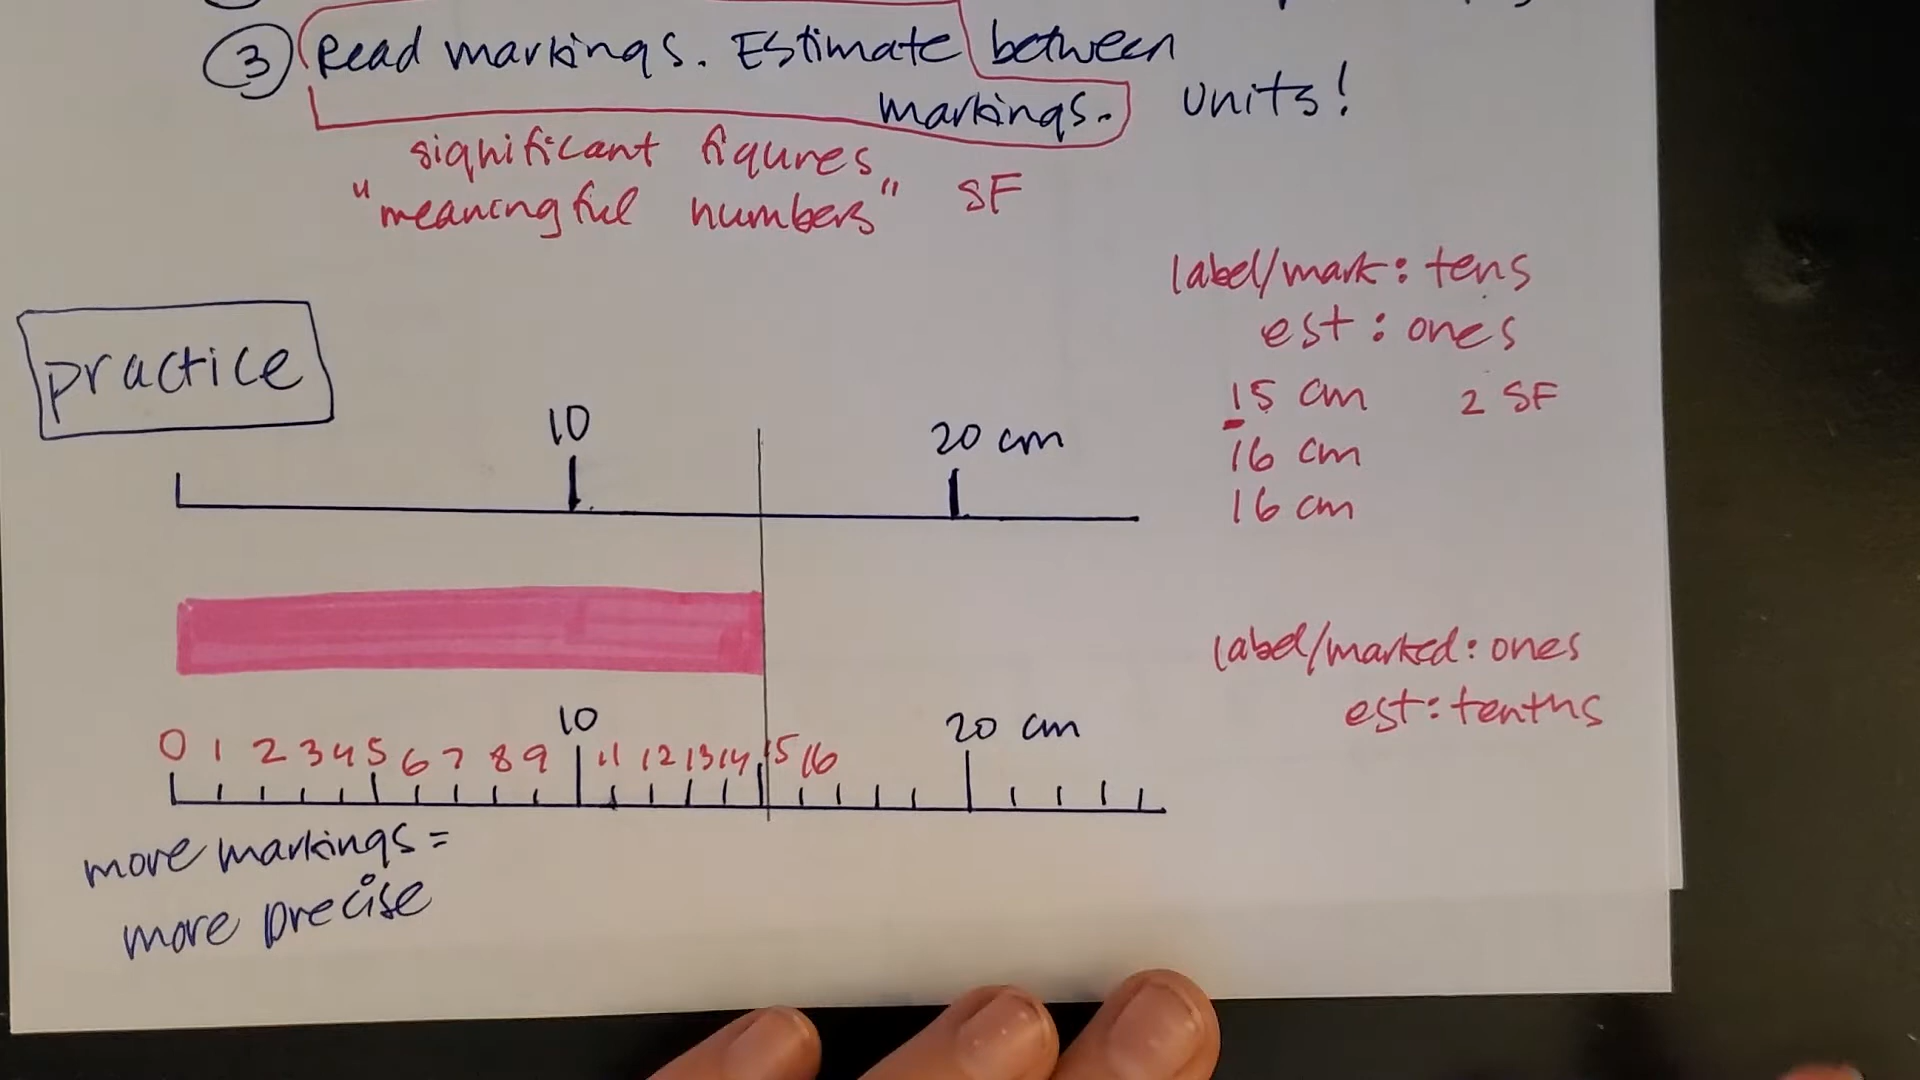 ③ Read markings. Estimate between
markings. units!
significant figures
"meaningful numbers" SF
label/mark: tens
est: ones
15 cm 2 SF
16 cm
16 cm
practice
10 20 cm
label/marked: ones
est: tenths
10 20 cm
0 1 2 3 4 5 6 7 8 9 11 12 13 14 15 16
more markings =
more precise